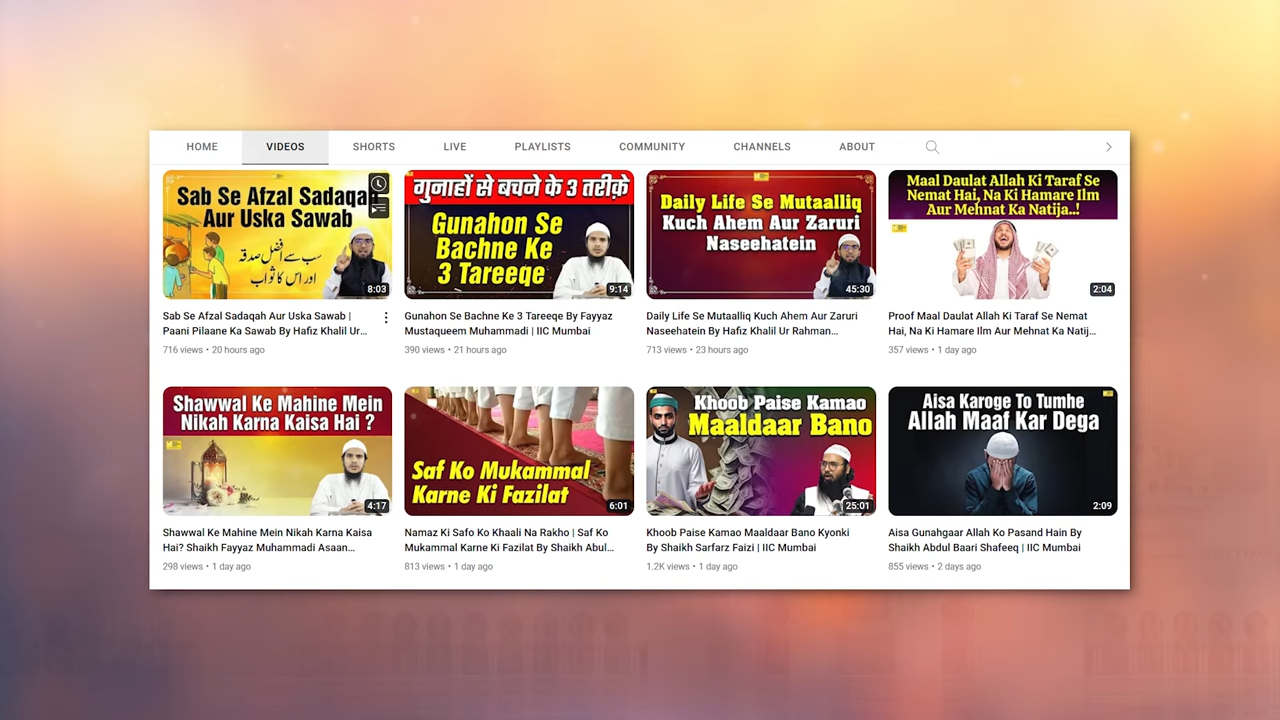 HOME VIDEOS SHORTS LIVE PLAYLISTS COMMUNITY CHANNELS ABOUT
Sab Se Afzal Sadaqah
Aur Uska Sawab
سب سے افضل صدقہ
اور اس کا ثواب
8:03
Sab Se Afzal Sadaqah Aur Uska Sawab |
Paani Pilaane Ka Sawab By Hafiz Khalil Ur...
716 views • 20 hours ago
गुनाहों से बचने के 3 तरीक़े
Gunahon Se
Bachne Ke
3 Tareeqe
9:14
Gunahon Se Bachne Ke 3 Tareeqe By Fayyaz
Mustaqueem Muhammadi | IIC Mumbai
390 views • 21 hours ago
Daily Life Se Mutaalliq
Kuch Ahem Aur Zaruri
Naseehatein
45:30
Daily Life Se Mutaalliq Kuch Ahem Aur Zaruri
Naseehatein By Hafiz Khalil Ur Rahman...
713 views • 23 hours ago
Maal Daulat Allah Ki Taraf Se
Nemat Hai, Na Ki Hamare Ilm
Aur Mehnat Ka Natija..!
2:04
Proof Maal Daulat Allah Ki Taraf Se Nemat
Hai, Na Ki Hamare Ilm Aur Mehnat Ka Natij...
357 views • 1 day ago
Shawwal Ke Mahine Mein
Nikah Karna Kaisa Hai ?
4:17
Shawwal Ke Mahine Mein Nikah Karna Kaisa
Hai? Shaikh Fayyaz Muhammadi Asaan...
298 views • 1 day ago
Saf Ko Mukammal
Karne Ki Fazilat
6:01
Namaz Ki Safo Ko Khaali Na Rakho | Saf Ko
Mukammal Karne Ki Fazilat By Shaikh Abul...
813 views • 1 day ago
Khoob Paise Kamao
Maaldaar Bano
25:01
Khoob Paise Kamao Maaldaar Bano Kyonki
By Shaikh Sarfarz Faizi | IIC Mumbai
1.2K views • 1 day ago
Aisa Karoge To Tumhe
Allah Maaf Kar Dega
2:09
Aisa Gunahgaar Allah Ko Pasand Hain By
Shaikh Abdul Baari Shafeeq | IIC Mumbai
855 views • 2 days ago